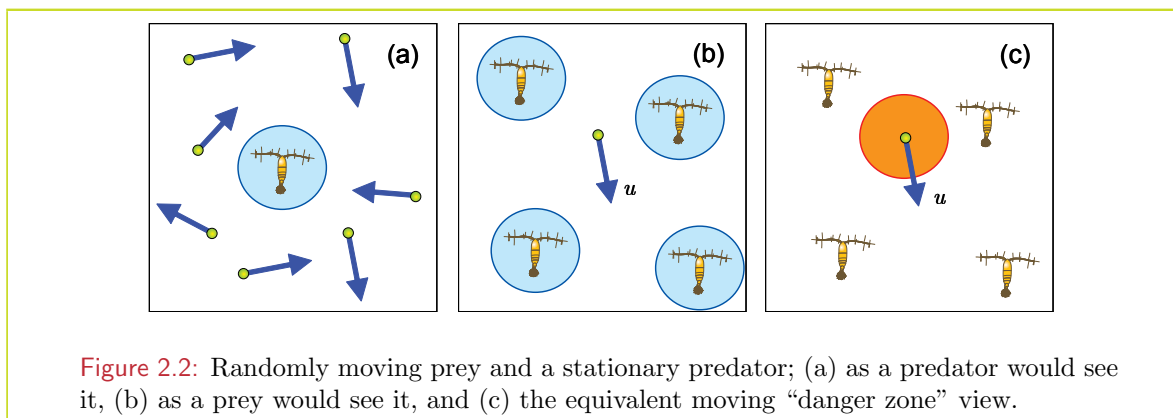 (a)
(b)
(c)
u
u
Figure 2.2: Randomly moving prey and a stationary predator; (a) as a predator would see
it, (b) as a prey would see it, and (c) the equivalent moving “danger zone” view.